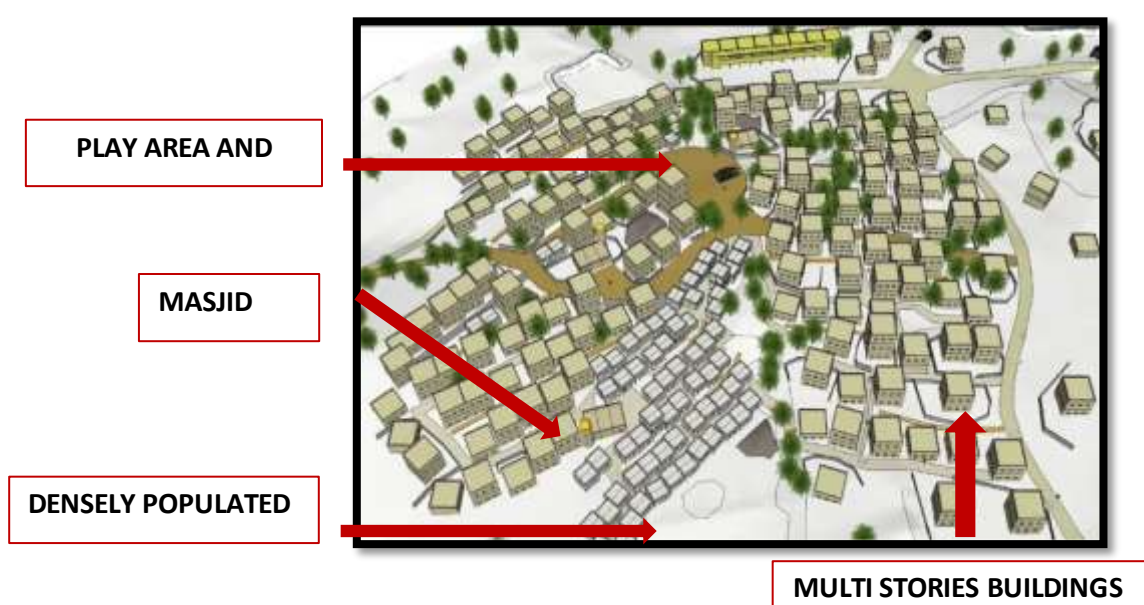 PLAY AREA AND
MASJID
DENSELY POPULATED
MULTI STORIES BUILDINGS